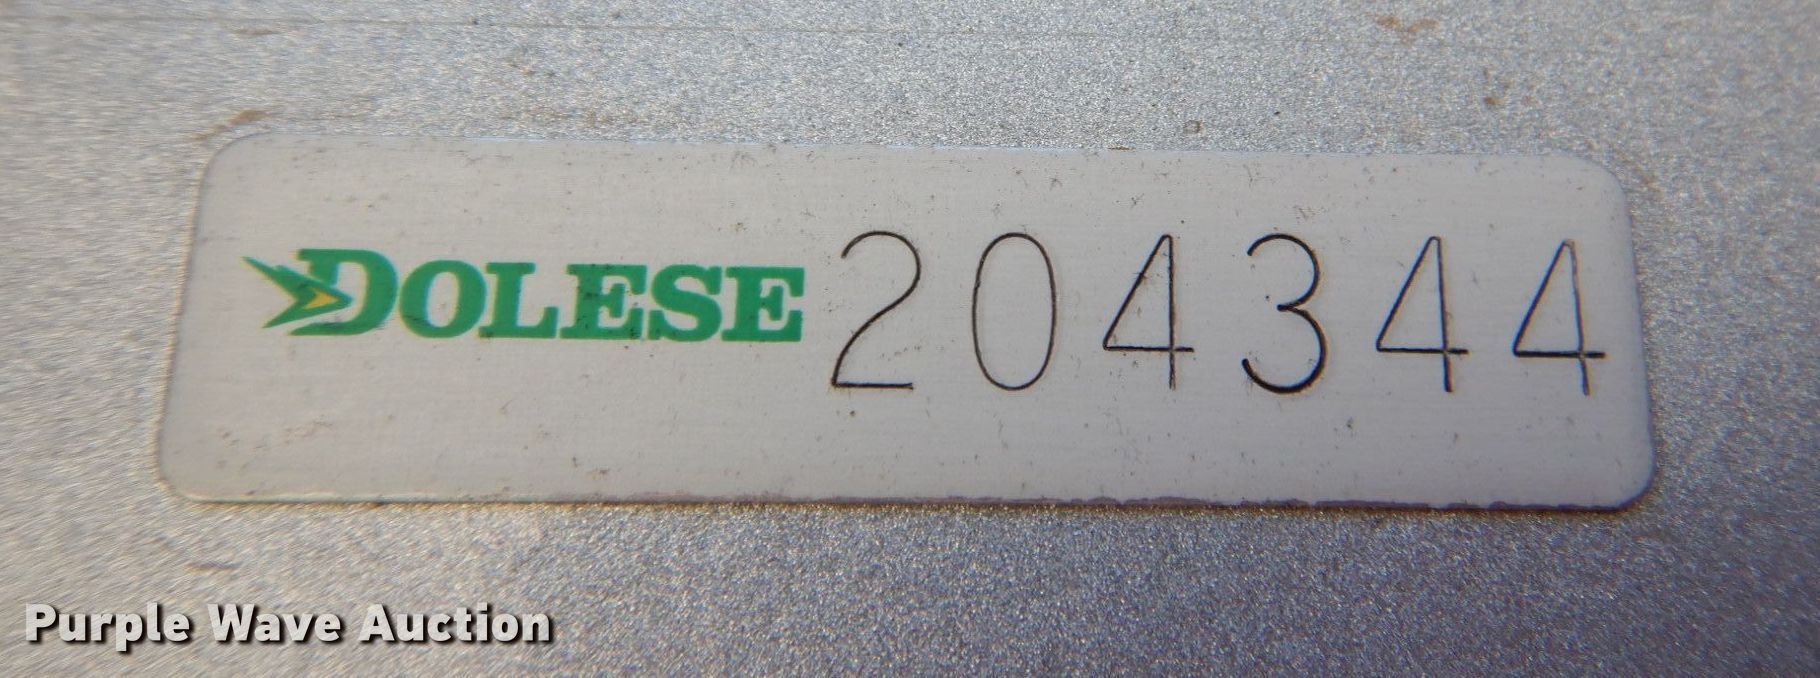 DOLESE 204344
Purple Wave Auction